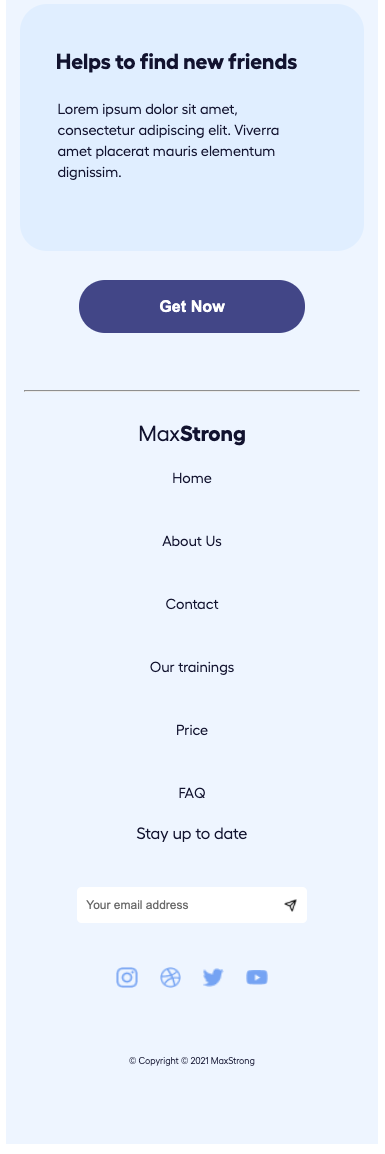 Helps to find new friends
Lorem ipsum dolor sit amet,
consectetur adipiscing elit. Viverra
amet placerat mauris elementum
dignissim.
Get Now
MaxStrong
Home
About Us
Contact
Our trainings
Price
FAQ
Stay up to date
Your email address
© Copyright © 2021 MaxStrong